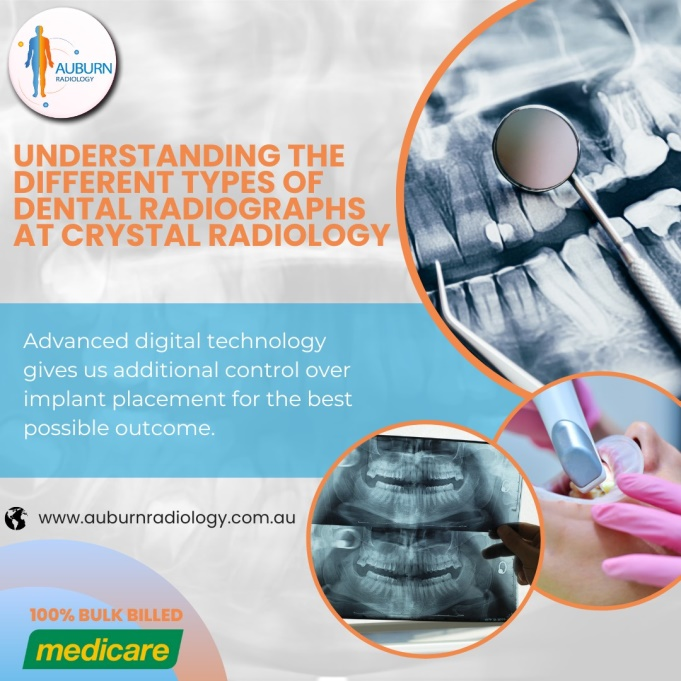 AUBURN
RADIOLOGY
UNDERSTANDING THE
DIFFERENT TYPES OF
DENTAL RADIOGRAPHS
AT CRYSTAL RADIOLOGY
Advanced digital technology
gives us additional control over
implant placement for the best
possible outcome.
www.auburnradiology.com.au
100% BULK BILLED
medicare